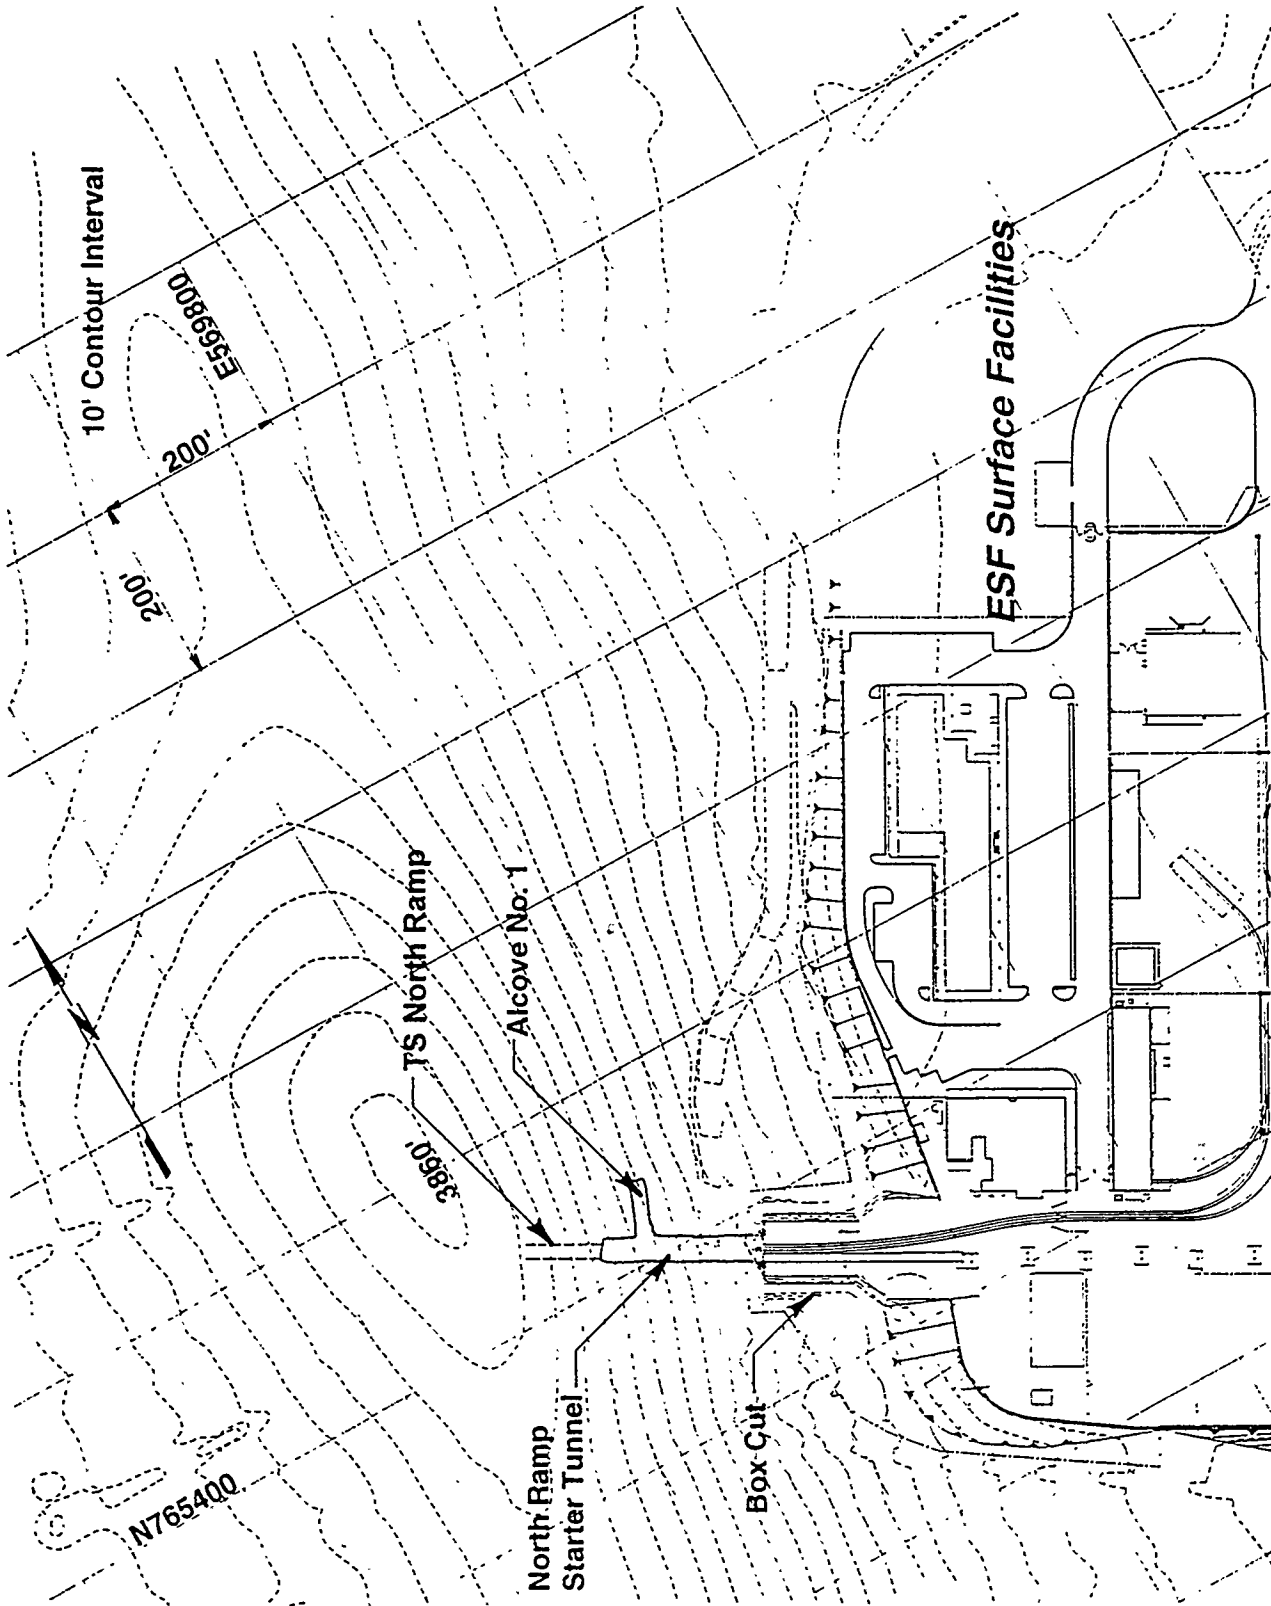 10' Contour Interval
E569800
200'
200'
TS North Ramp
Alcove No. 1
3860'
ESF Surface Facilities
N765400
North Ramp
Starter Tunnel
Box Cut
N